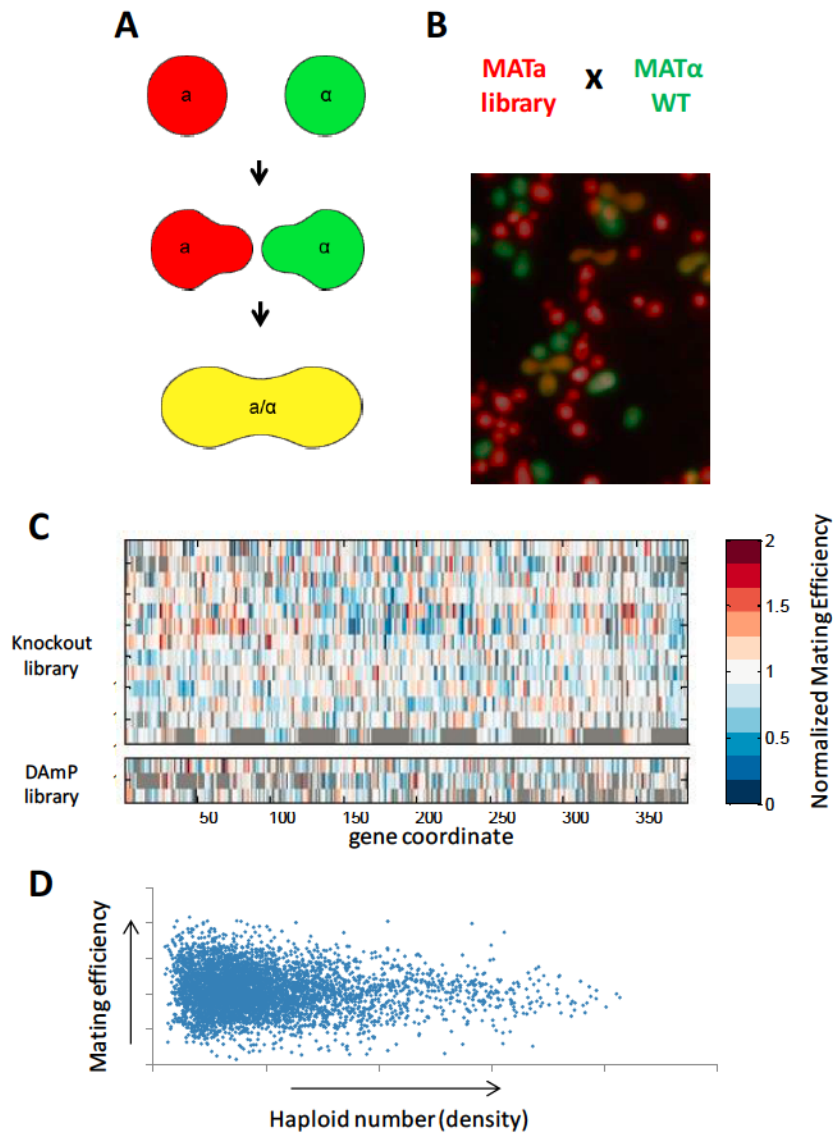 A
a
α
a
α
a/α
B
MATa
library
x
MATα
WT
C
Knockout
library
DAmP
library
50
100
150
200
250
300
350
gene coordinate
2
1.5
1
0.5
0
Normalized Mating Efficiency
D
Mating efficiency
Haploid number (density)